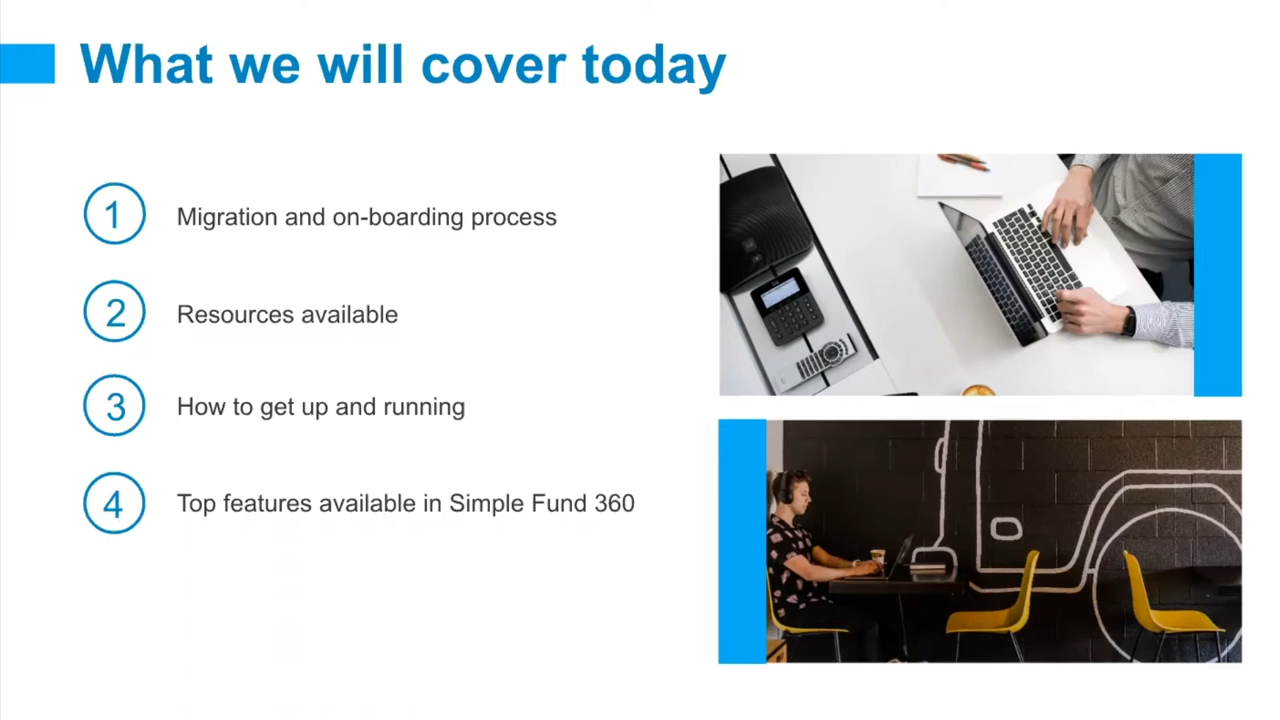 What we will cover today
1
Migration and on-boarding process
2
Resources available
3
How to get up and running
4
Top features available in Simple Fund 360